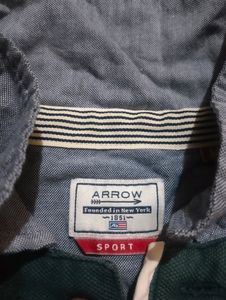 ARROW
Founded in New York
~ 1851 ~
SPORT